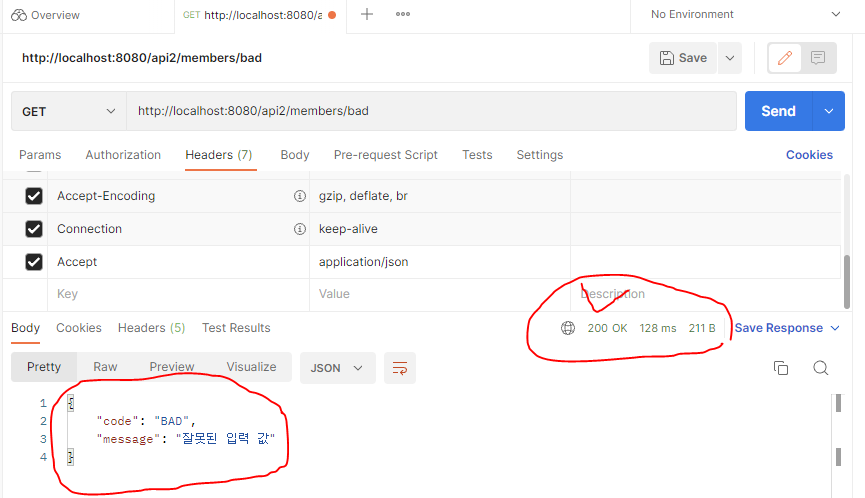 Overview
GET http://localhost:8080/a
No Environment
http://localhost:8080/api2/members/bad
Save
GET http://localhost:8080/api2/members/bad Send
Params Authorization Headers (7) Body Pre-request Script Tests Settings Cookies
Accept-Encoding gzip, deflate, br
Connection keep-alive
Accept application/json
Key Value Description
Body Cookies Headers (5) Test Results 200 OK 128 ms 211 B Save Response
Pretty Raw Preview Visualize JSON
1 {
2 "code": "BAD",
3 "message": "잘못된 입력 값"
4 }